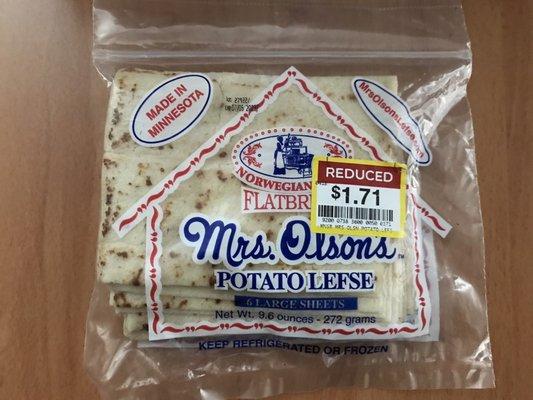 MADE IN
MINNESOTA
MrsOlsonsLefse.com
NORWEGIAN
FLATBR
REDUCED
$1.71
Mrs. Olsons™
POTATO LEFSE
6 LARGE SHEETS
Net Wt. 9.6 ounces - 272 grams
KEEP REFRIGERATED OR FROZEN